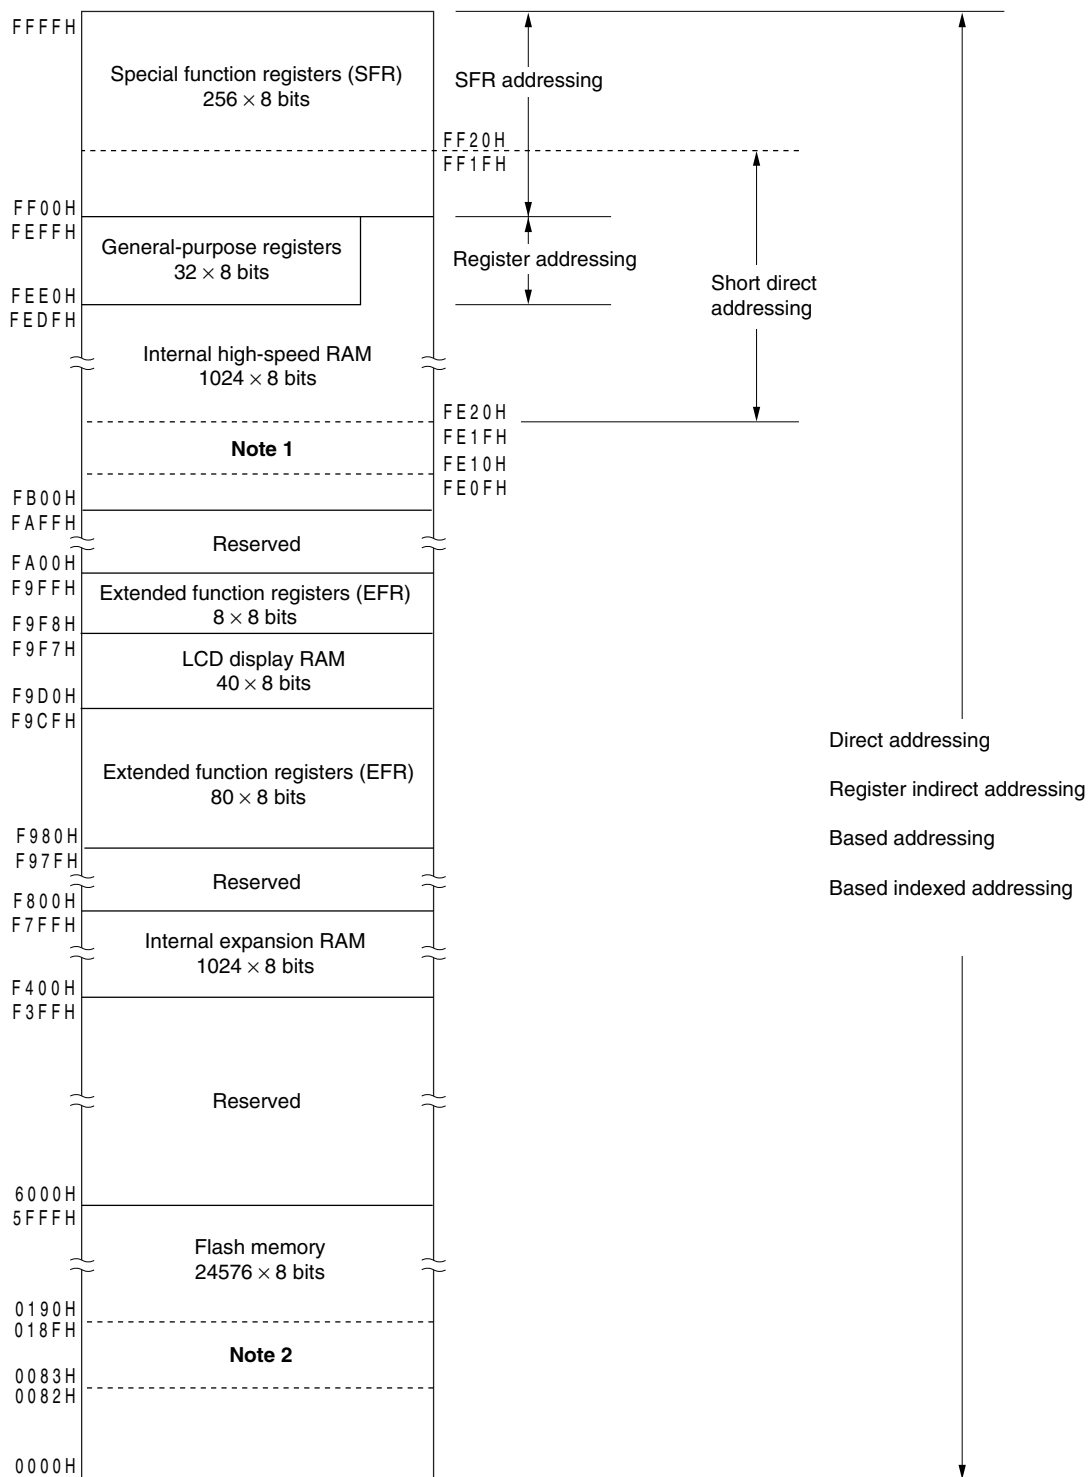 FFFFH
Special function registers (SFR)
256 × 8 bits
SFR addressing
FF20H
FF1FH
FF00H
FEFFH
General-purpose registers
32 × 8 bits
Register addressing
Short direct
addressing
FEE0H
FEDFH
Internal high-speed RAM
1024 × 8 bits
FE20H
FE1FH
Note 1
FE10H
FE0FH
FB00H
FAFFH
Reserved
FA00H
F9FFH
Extended function registers (EFR)
8 × 8 bits
F9F8H
F9F7H
LCD display RAM
40 × 8 bits
F9D0H
F9CFH
Direct addressing
Extended function registers (EFR)
80 × 8 bits
Register indirect addressing
Based addressing
F980H
F97FH
Reserved
Based indexed addressing
F800H
F7FFH
Internal expansion RAM
1024 × 8 bits
F400H
F3FFH
Reserved
6000H
5FFFH
Flash memory
24576 × 8 bits
0190H
018FH
Note 2
0083H
0082H
0000H